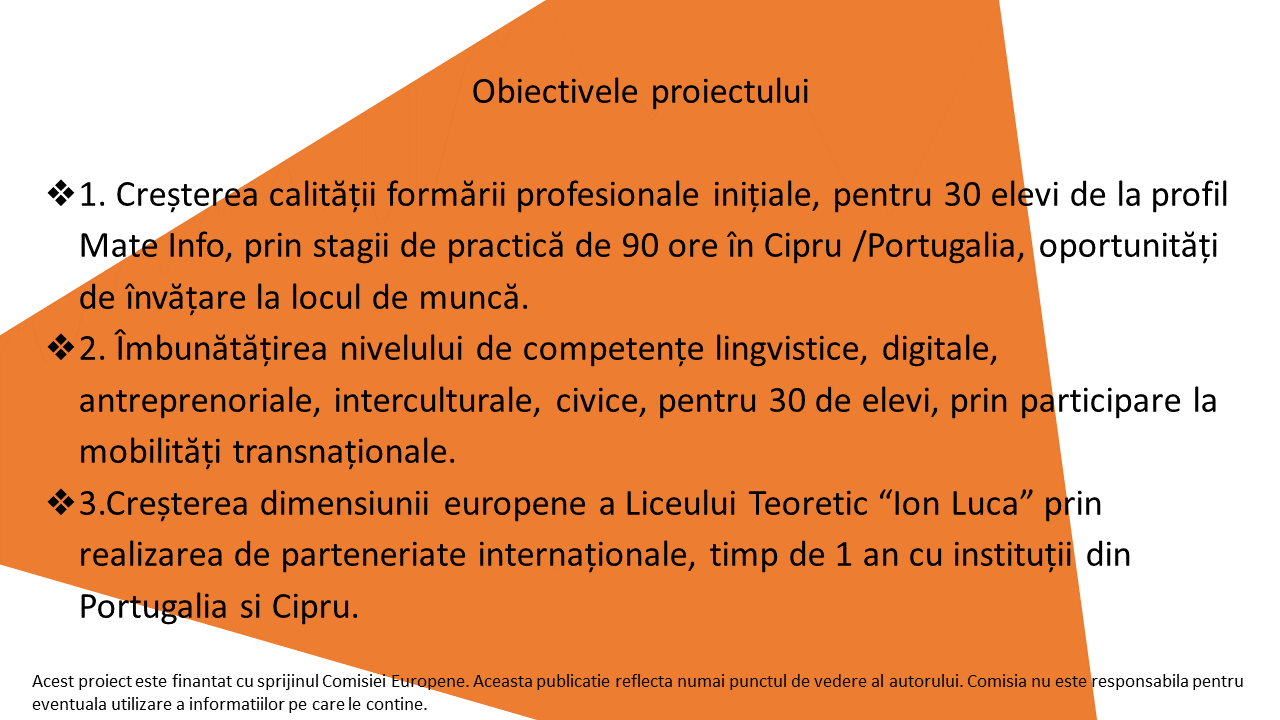 Obiectivele proiectului
❖1. Creșterea calității formării profesionale inițiale, pentru 30 elevi de la profil
Mate Info, prin stagii de practică de 90 ore în Cipru /Portugalia, oportunități
de învățare la locul de muncă.
❖2. Îmbunătățirea nivelului de competențe lingvistice, digitale,
antreprenoriale, interculturale, civice, pentru 30 de elevi, prin participare la
mobilități transnaționale.
❖3.Creșterea dimensiunii europene a Liceului Teoretic “Ion Luca” prin
realizarea de parteneriate internaționale, timp de 1 an cu instituții din
Portugalia si Cipru.
Acest proiect este finantat cu sprijinul Comisiei Europene. Aceasta publicatie reflecta numai punctul de vedere al autorului. Comisia nu este responsabila pentru
eventuala utilizare a informatiilor pe care le contine.